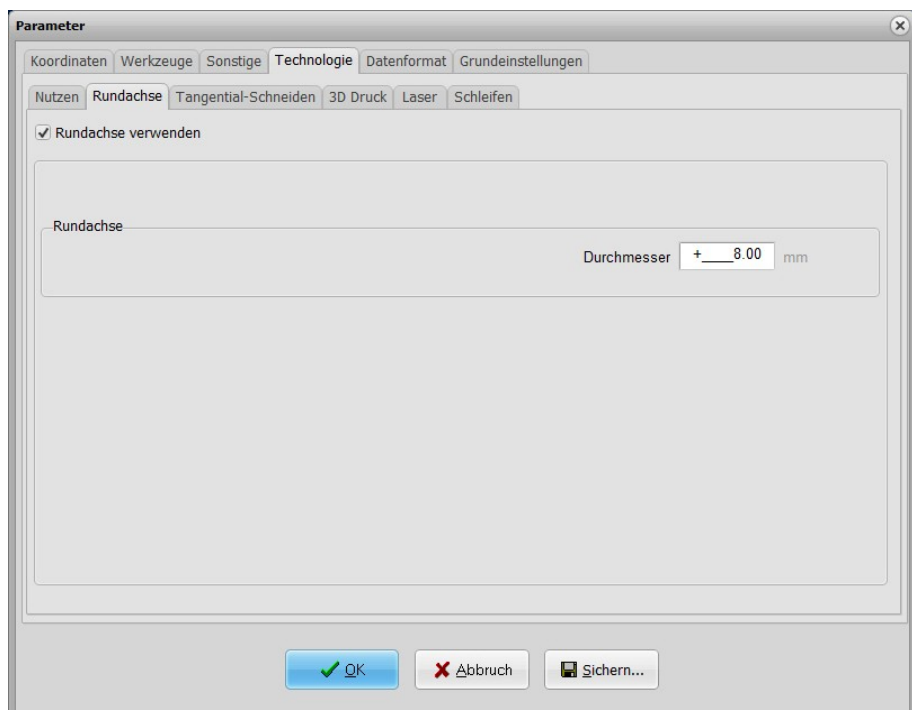 Parameter
Koordinaten Werkzeuge Sonstige Technologie Datenformat Grundeinstellungen
Nutzen Rundachse Tangential-Schneiden 3D Druck Laser Schleifen
Rundachse verwenden
Rundachse
Durchmesser +____8.00 mm
OK Abbruch Sichern...